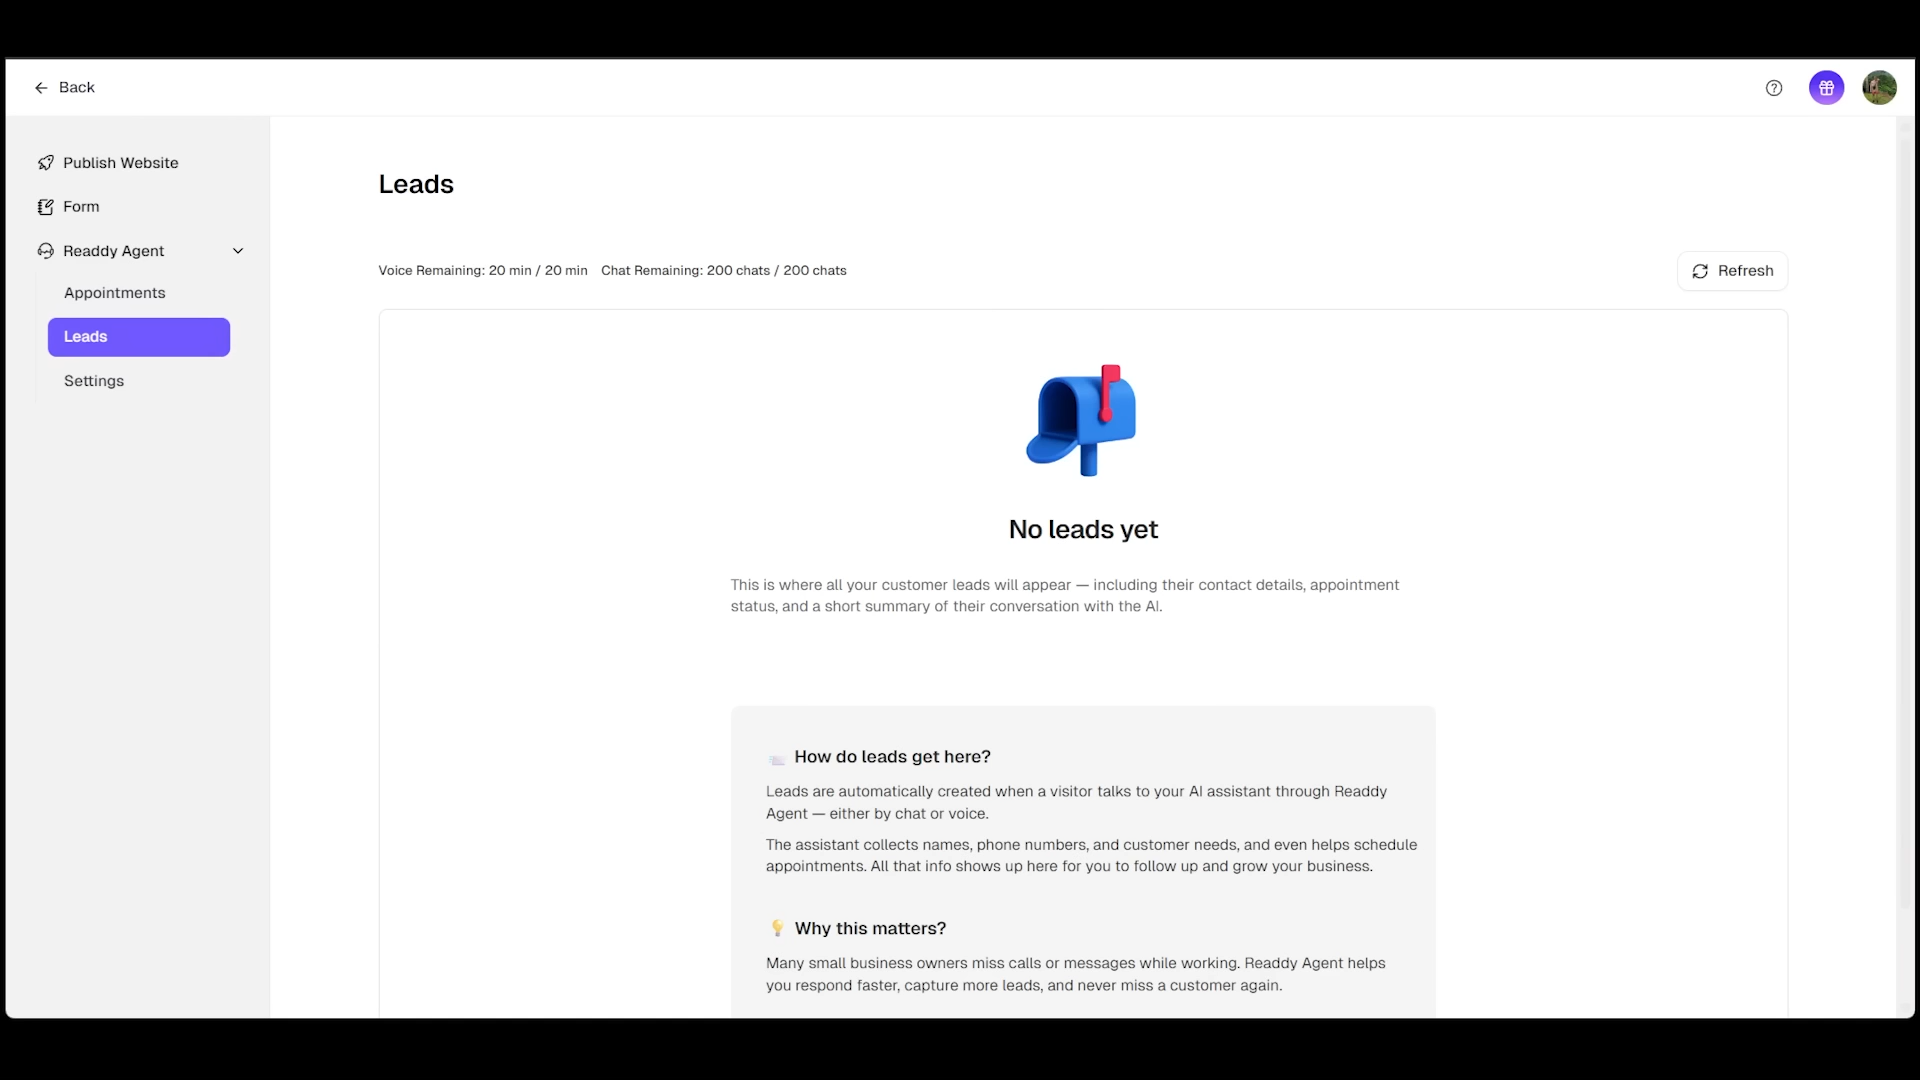 Back
Publish Website
Form
Readdy Agent
Appointments
Leads
Settings
Leads
Voice Remaining: 20 min / 20 min Chat Remaining: 200 chats / 200 chats
Refresh
No leads yet
This is where all your customer leads will appear — including their contact details, appointment
status, and a short summary of their conversation with the AI.
How do leads get here?
Leads are automatically created when a visitor talks to your AI assistant through Readdy
Agent — either by chat or voice.
The assistant collects names, phone numbers, and customer needs, and even helps schedule
appointments. All that info shows up here for you to follow up and grow your business.
Why this matters?
Many small business owners miss calls or messages while working. Readdy Agent helps
you respond faster, capture more leads, and never miss a customer again.